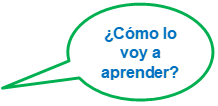 ¿Cómo lo
voy a
aprender?